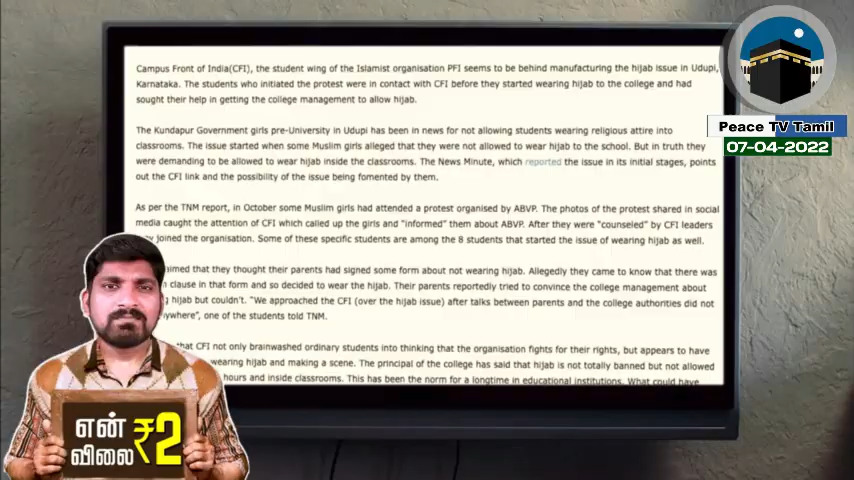 Campus Front of India(CFI), the student wing of the Islamist organisation PFI seems to be behind manufacturing the hijab issue in Udupi,
Karnataka. The students who initiated the protest were in contact with CFI before they started wearing hijab to the college and had
sought their help in getting the college management to allow hijab.
The Kundapur Government girls pre-University in Udupi has been in news for not allowing students wearing religious attire into
classrooms. The issue started when some Muslim girls alleged that they were not allowed to wear hijab to the school. But in truth they
were demanding to be allowed to wear hijab inside the classrooms. The News Minute, which reported the issue in its initial stages, points
out the CFI link and the possibility of the issue being fomented by them.
As per the TNM report, in October some Muslim girls had attended a protest organised by ABVP. The photos of the protest shared in social
media caught the attention of CFI which called up the girls and "informed" them about ABVP. After they were "counseled" by CFI leaders
joined the organisation. Some of these specific students are among the 8 students that started the issue of wearing hijab as well.
aimed that they thought their parents had signed some form about not wearing hijab. Allegedly they came to know that there was
clause in that form and so decided to wear the hijab. Their parents reportedly tried to convince the college management about
hijab but couldn't. "We approached the CFI (over the hijab issue) after talks between parents and the college authorities did not
ywhere", one of the students told TNM.
that CFI not only brainwashed ordinary students into thinking that the organisation fights for their rights, but appears to have
wearing hijab and making a scene. The principal of the college has said that hijab is not totally banned but not allowed
hours and inside classrooms. This has been the norm for a longtime in educational institutions. What could have
Peace TV Tamil
07-04-2022
என்
விலை ₹2